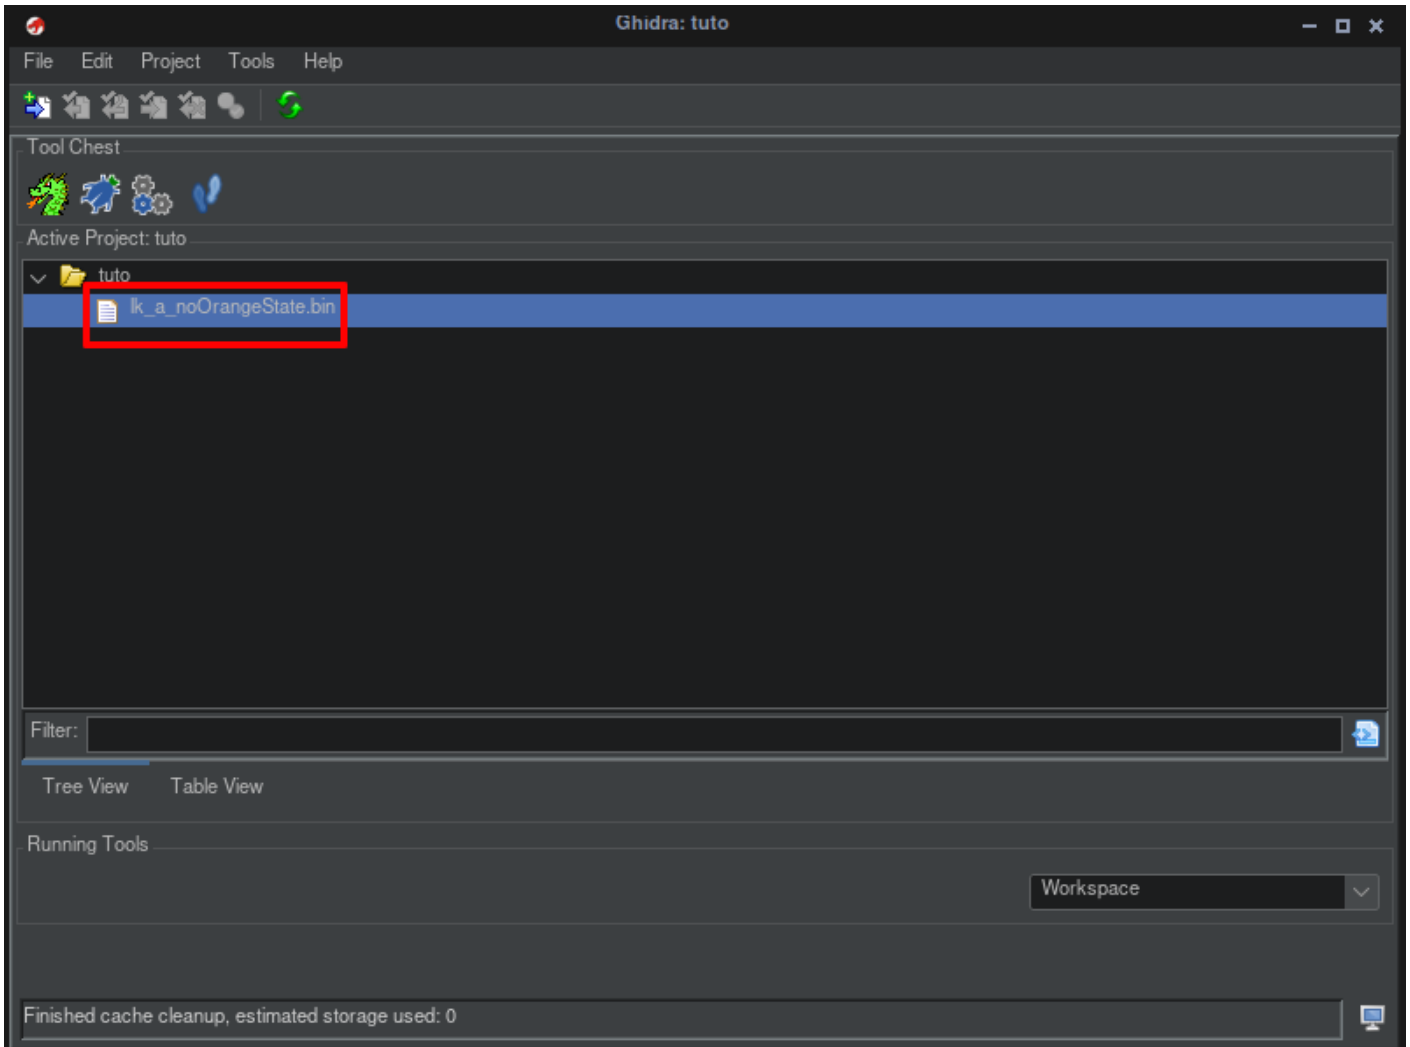 Ghidra: tuto
File Edit Project Tools Help
Tool Chest
Active Project: tuto
tuto
lk_a_noOrangeState.bin
Filter:
Tree View Table View
Running Tools
Workspace
Finished cache cleanup, estimated storage used: 0